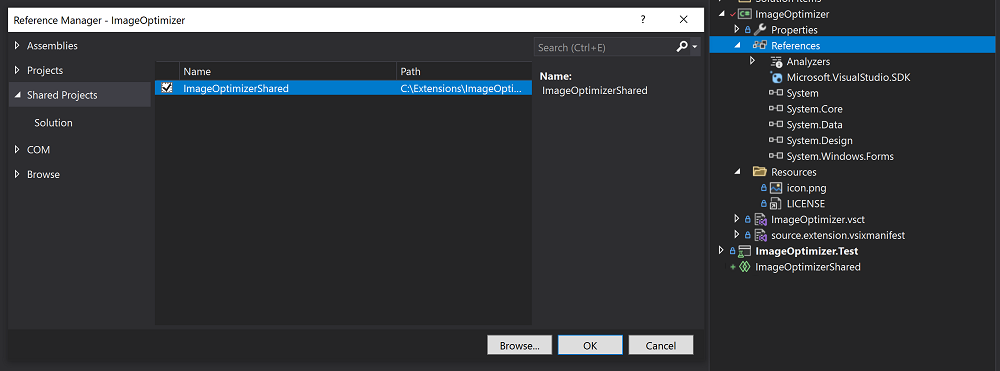 Reference Manager - ImageOptimizer
?
Assemblies
Projects
Shared Projects
Solution
COM
Browse
Search (Ctrl+E)
Name Path
ImageOptimizerShared C:\Extensions\ImageOpti...
Name:
ImageOptimizerShared
Browse... OK Cancel
ImageOptimizer
Properties
References
Analyzers
Microsoft.VisualStudio.SDK
System
System.Core
System.Data
System.Design
System.Windows.Forms
Resources
icon.png
LICENSE
ImageOptimizer.vsct
source.extension.vsixmanifest
ImageOptimizer.Test
ImageOptimizerShared